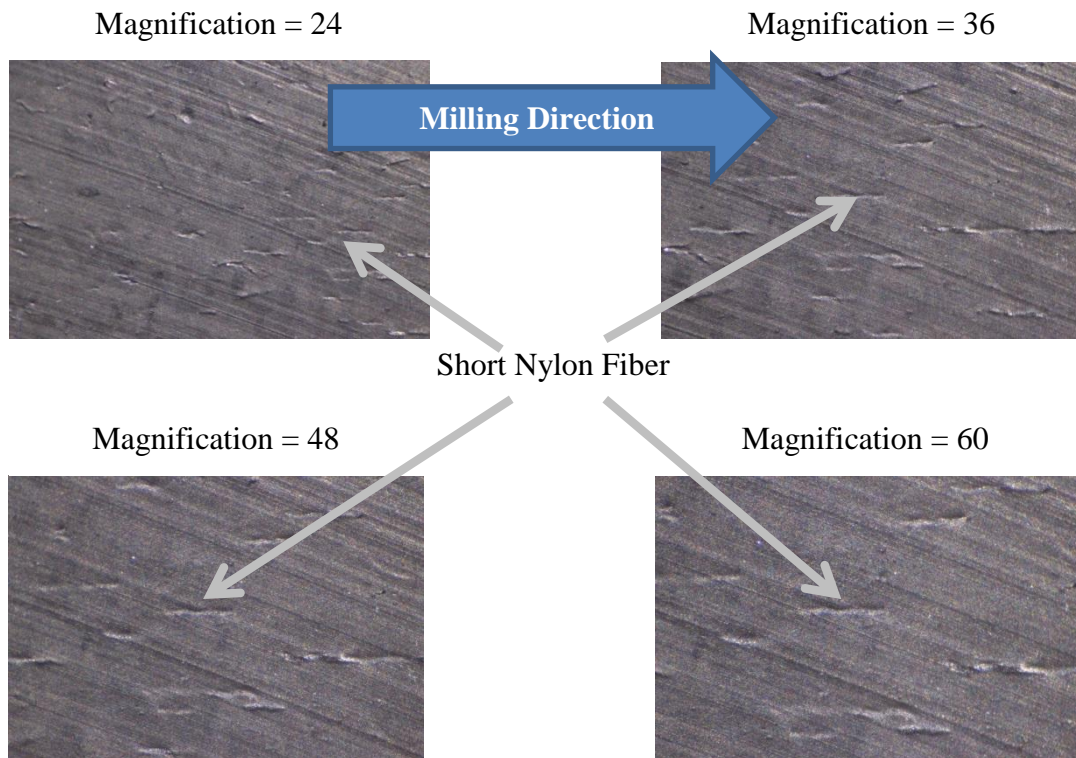 Magnification = 24
Magnification = 36
Milling Direction
Short Nylon Fiber
Magnification = 48
Magnification = 60